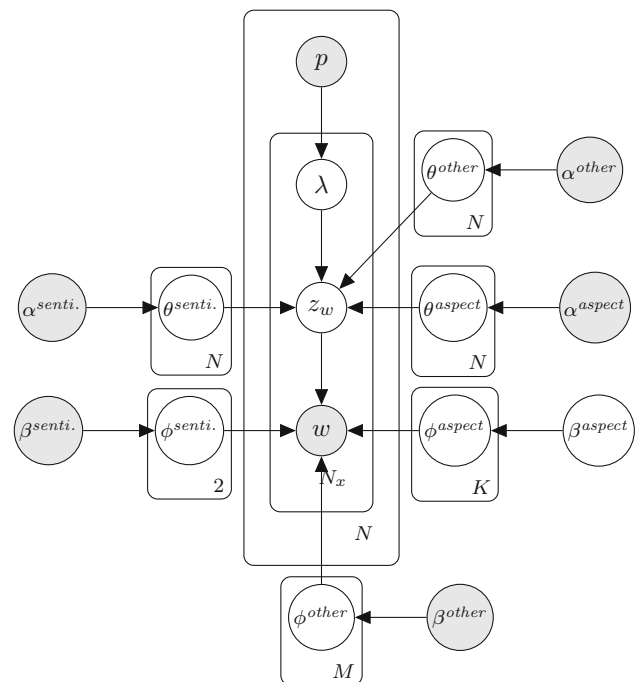 p
λ
θ^{other}
α^{other}
N
α^{senti.}
θ^{senti.}
z_w
θ^{aspect}
α^{aspect}
N
N
β^{senti.}
ϕ^{senti.}
w
ϕ^{aspect}
β^{aspect}
N_x
2
K
N
ϕ^{other}
β^{other}
M